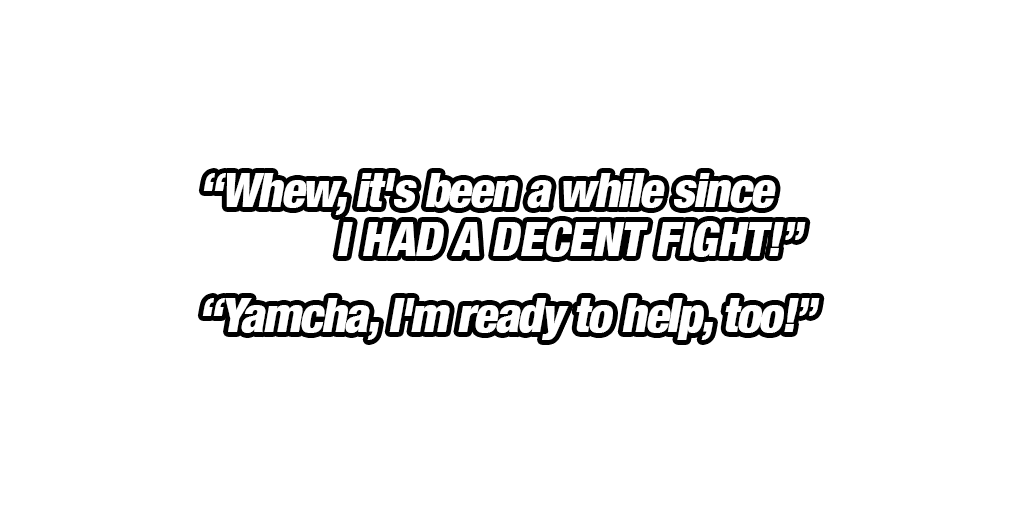 “Whew, it's been a while since
I HAD A DECENT FIGHT!”
“Yamcha, I'm ready to help, too!”